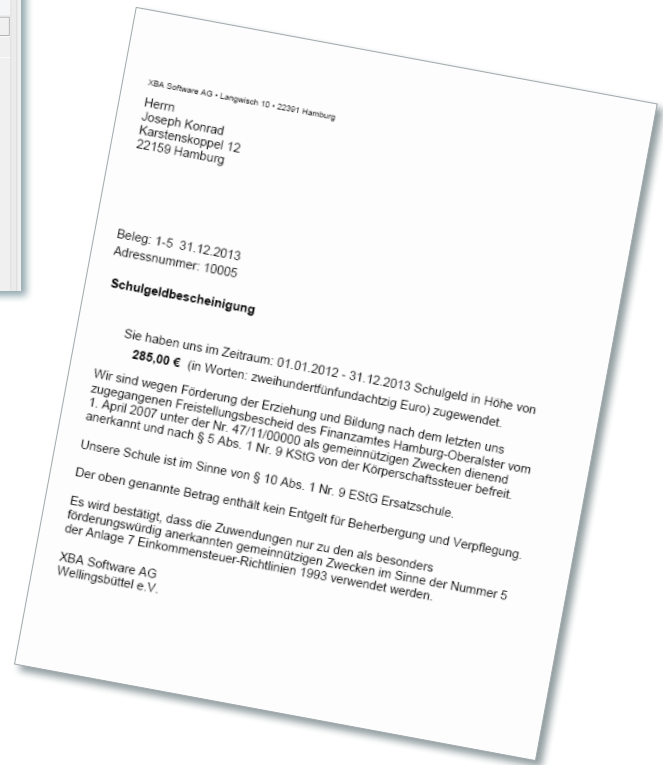 XBA Software AG • Langwisch 10 • 22391 Hamburg
Herrn
Joseph Konrad
Karstenskoppel 12
22159 Hamburg
Beleg: 1-5 31.12.2013
Adressnummer: 10005
Schulgeldbescheinigung
Sie haben uns im Zeitraum: 01.01.2012 - 31.12.2013 Schulgeld in Höhe von
285,00 € (in Worten: zweihundertfünfundachtzig Euro) zugewendet.
Wir sind wegen Förderung der Erziehung und Bildung nach dem letzten uns
zugegangenen Freistellungsbescheid des Finanzamtes Hamburg-Oberalster vom
1. April 2007 unter der Nr. 47/11/00000 als gemeinnützigen Zwecken dienend
anerkannt und nach § 5 Abs. 1 Nr. 9 KStG von der Körperschaftssteuer befreit.
Unsere Schule ist im Sinne von § 10 Abs. 1 Nr. 9 EStG Ersatzschule.
Der oben genannte Betrag enthält kein Entgelt für Beherbergung und Verpflegung.
Es wird bestätigt, dass die Zuwendungen nur zu den als besonders
förderungswürdig anerkannten gemeinnützigen Zwecken im Sinne der Nummer 5
der Anlage 7 Einkommensteuer-Richtlinien 1993 verwendet werden.
XBA Software AG
Wellingsbüttel e.V.